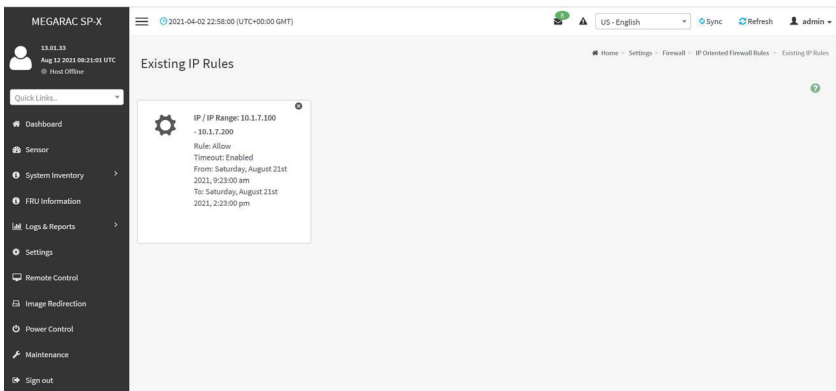 MEGARAC SP-X
2021-04-02 22:58:00 (UTC+00:00 GMT)
8
US - English
Sync
Refresh
admin
13.01.33
Aug 12 2021 08:21:01 UTC
Host Offline
Quick Links...
Dashboard
Sensor
System Inventory
FRU Information
Logs & Reports
Settings
Remote Control
Image Redirection
Power Control
Maintenance
Sign out
Existing IP Rules
Home > Settings > Firewall > IP Oriented Firewall Rules > Existing IP Rules
IP / IP Range: 10.1.7.100
- 10.1.7.200
Rule: Allow
Timeout: Enabled
From: Saturday, August 21st
2021, 9:23:00 am
To: Saturday, August 21st
2021, 2:23:00 pm